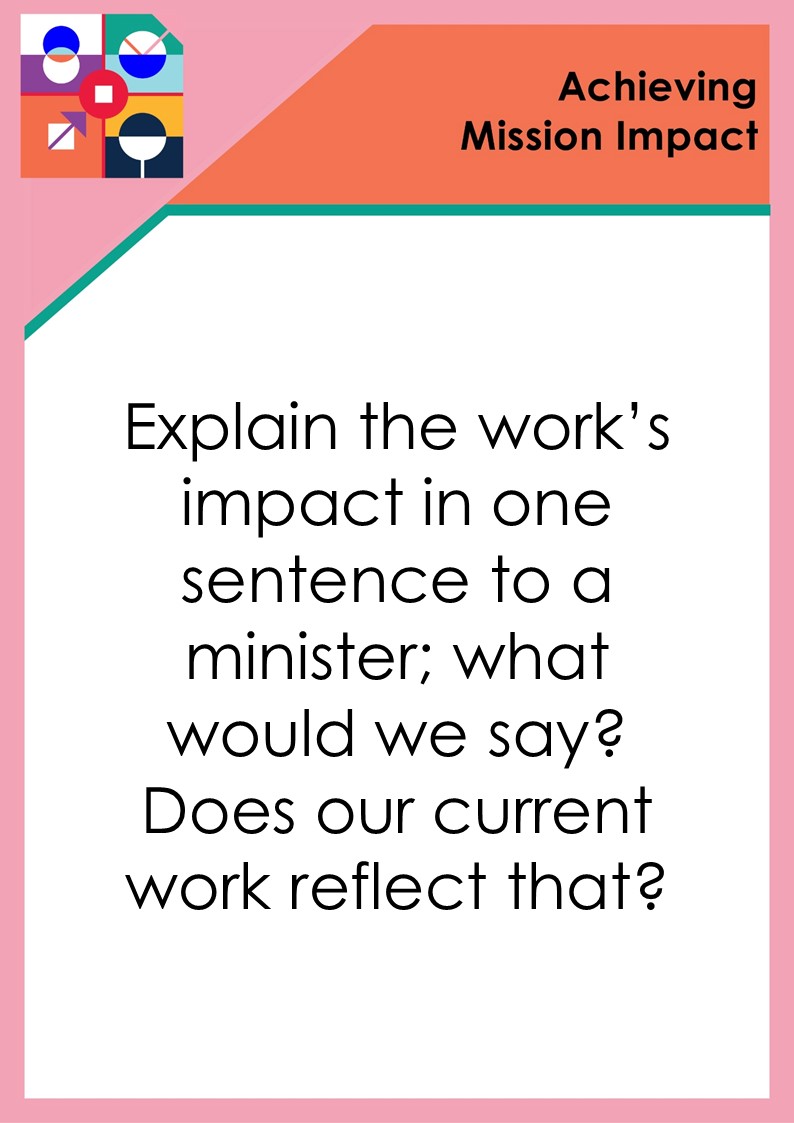 Achieving
Mission Impact
Explain the work’s
impact in one
sentence to a
minister; what
would we say?
Does our current
work reflect that?